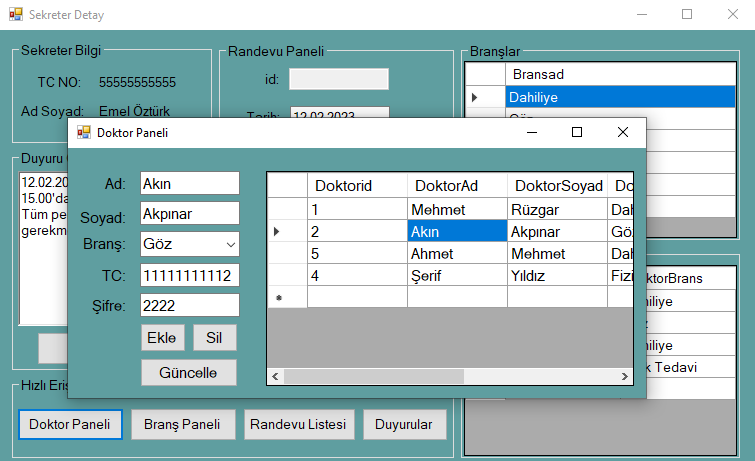 Sekreter Detay
Sekreter Bilgi
TC NO: 55555555555
Ad Soyad: Emel Öztürk
Randevu Paneli
id:
Tarih: 12.02.2023
Branşlar
Bransad
Dahiliye
Göz
Duyuru
12.02.20
15.00'da
Tüm pe
gerekm
Doktor Paneli
Ad: Akın
Soyad: Akpınar
Branş: Göz
TC: 11111111112
Şifre: 2222
Ekle Sil
Güncelle
Doktorid DoktorAd DoktorSoyad Do
1 Mehmet Rüzgar Dah
2 Akın Akpınar Gö
5 Ahmet Mehmet Dah
4 Şerif Yıldız Fizi
*
ktorBrans
hiliye
z
hiliye
k Tedavi
Hızlı Eriş
Doktor Paneli Branş Paneli Randevu Listesi Duyurular